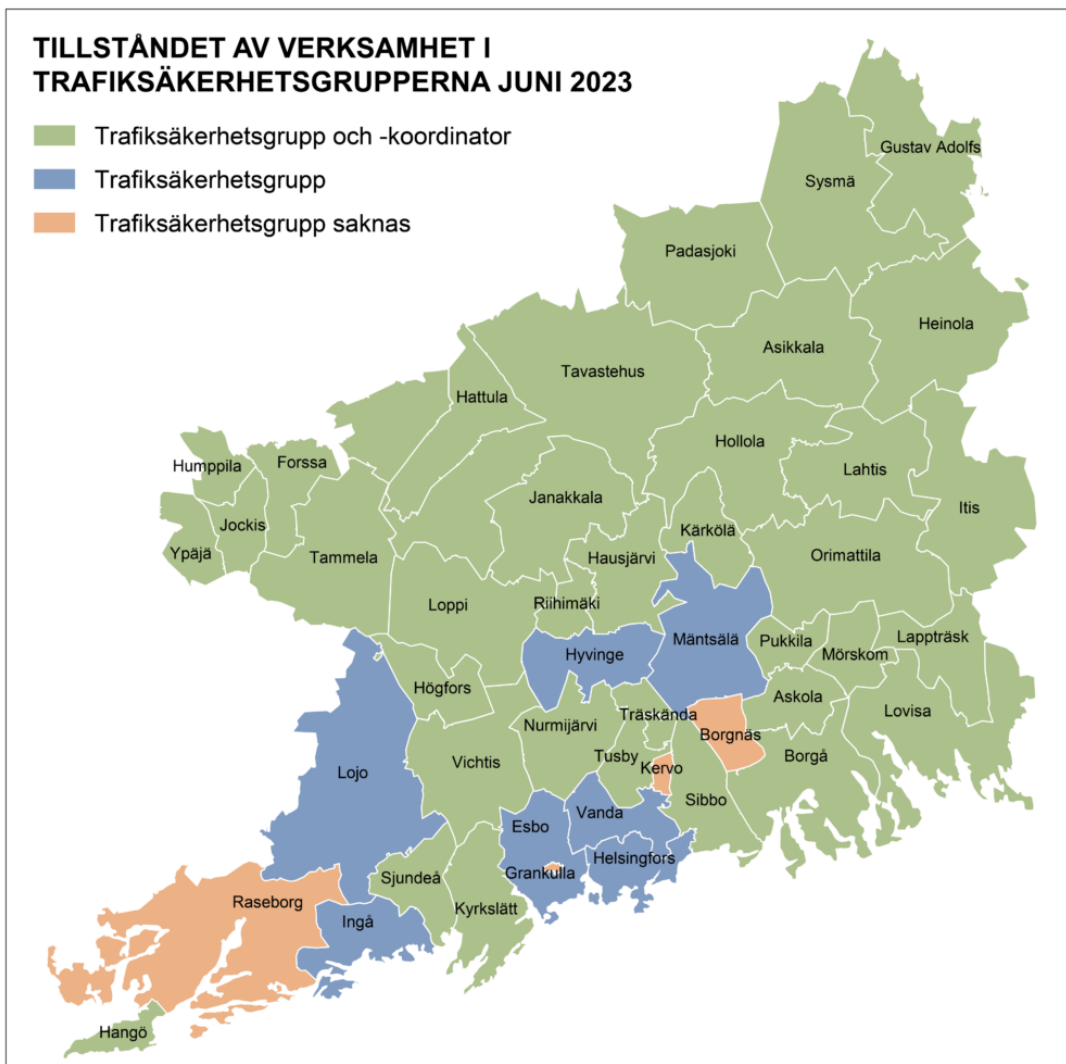 TILLSTÅNDET AV VERKSAMHET I
TRAFIKSÄKERHETSGRUPPERNA JUNI 2023
Trafiksäkerhetsgrupp och -koordinator
Trafiksäkerhetsgrupp
Trafiksäkerhetsgrupp saknas
Gustav Adolfs
Sysmä
Padasjoki
Heinola
Asikkala
Tavastehus
Hattula
Hollola
Lahtis
Humppila
Forssa
Janakkala
Itis
Jockis
Kärkölä
Ypäjä
Tammela
Hausjärvi
Orimattila
Loppi
Riihimäki
Lappträsk
Mäntsälä
Pukkila
Mörskom
Hyvinge
Högfors
Askola
Lovisa
Träskända
Nurmijärvi
Borgnäs
Borgå
Vichtis
Tusby
Kervo
Lojo
Sibbo
Vanda
Esbo
Helsingfors
Grankulla
Sjundeå
Raseborg
Kyrkslätt
Ingå
Hangö